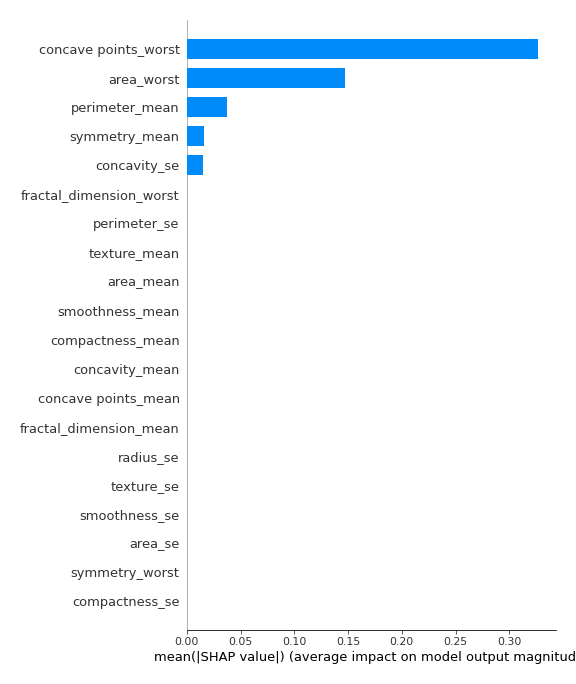 concave points_worst
area_worst
perimeter_mean
symmetry_mean
concavity_se
fractal_dimension_worst
perimeter_se
texture_mean
area_mean
smoothness_mean
compactness_mean
concavity_mean
concave points_mean
fractal_dimension_mean
radius_se
texture_se
smoothness_se
area_se
symmetry_worst
compactness_se
0.00 0.05 0.10 0.15 0.20 0.25 0.30
mean(|SHAP value|) (average impact on model output magnitud